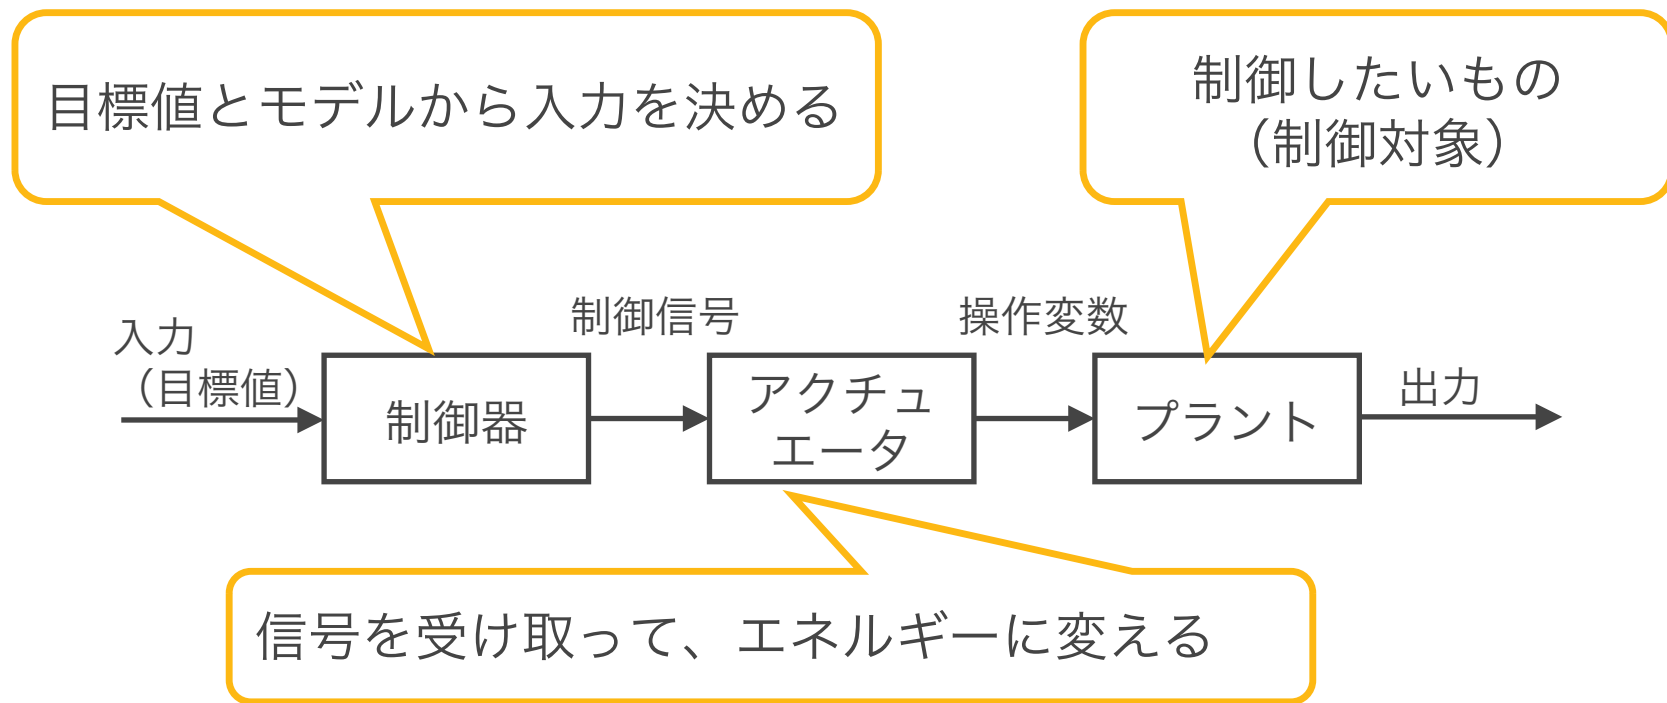 目標値とモデルから入力を決める
制御したいもの
（制御対象）
入力
（目標値）
制御信号
操作変数
出力
制御器
アクチュ
エータ
プラント
信号を受け取って、エネルギーに変える